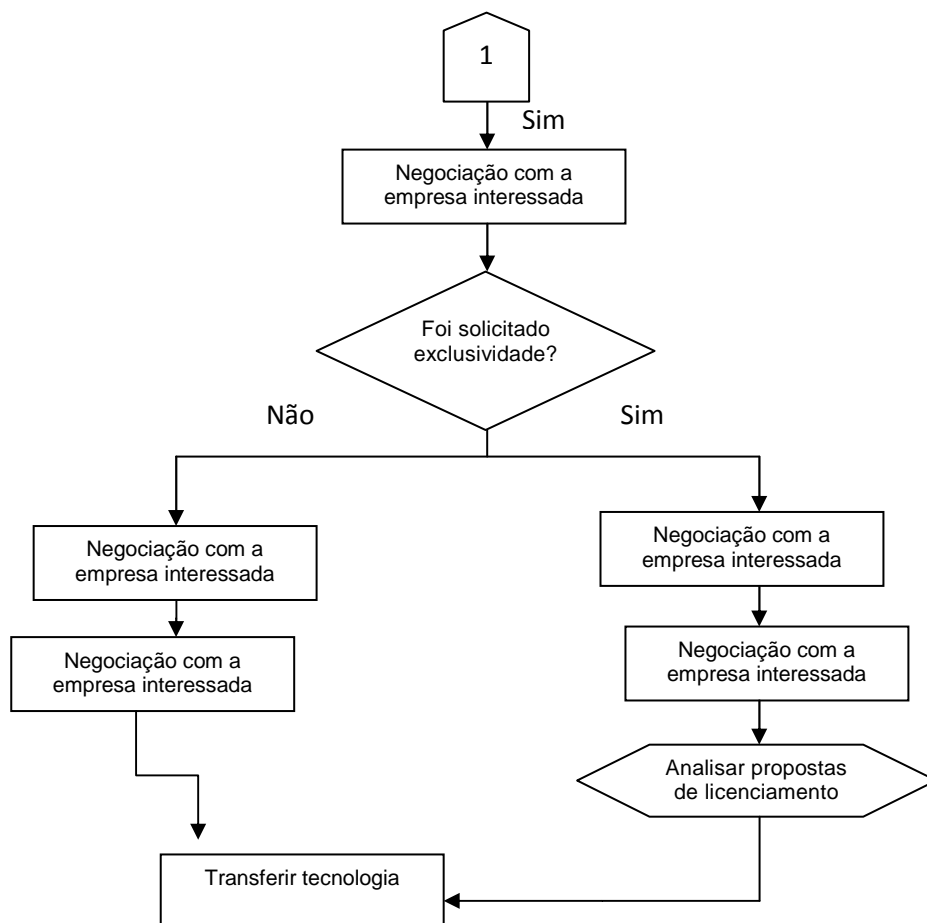 1
Sim
Negociação com a
empresa interessada
Foi solicitado
exclusividade?
Não
Sim
Negociação com a
empresa interessada
Negociação com a
empresa interessada
Negociação com a
empresa interessada
Negociação com a
empresa interessada
Analisar propostas
de licenciamento
Transferir tecnologia